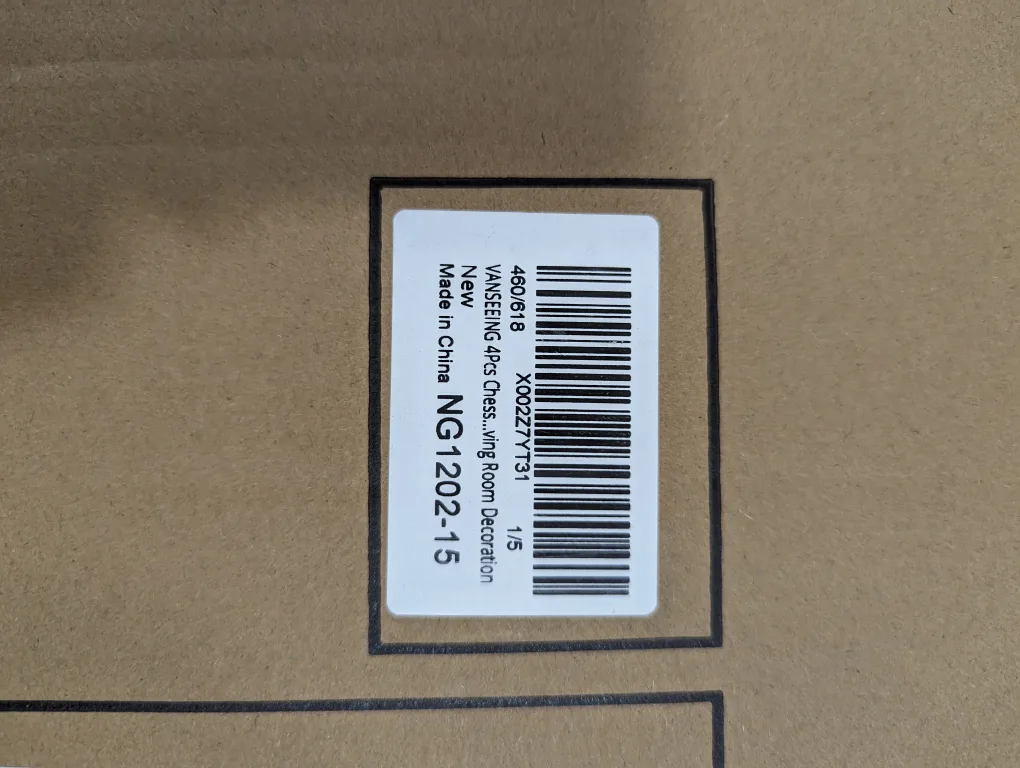 460/618 X002Z7YT31 1/5
VANSEEING 4Pcs Chess...ving Room Decoration
New
Made in China NG1202-15